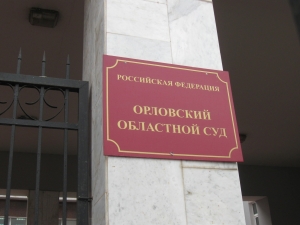 РОССИЙСКАЯ ФЕДЕРАЦИЯ
ОРЛОВСКИЙ
ОБЛАСТНОЙ СУД